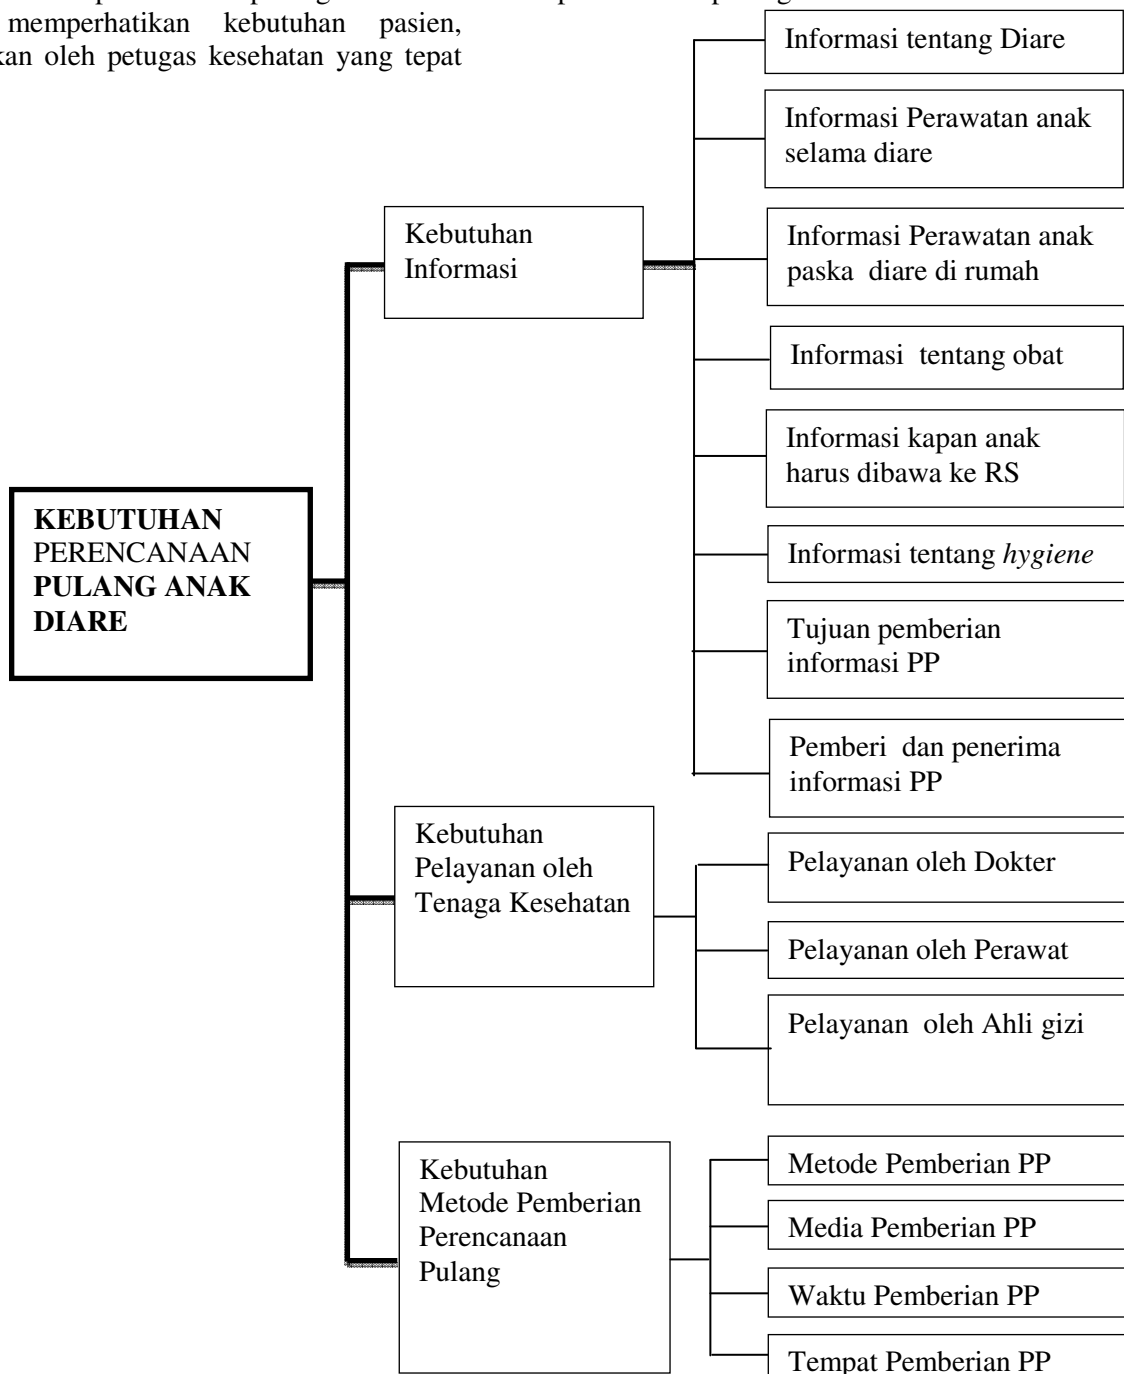 memperhatikan kebutuhan pasien,
kan oleh petugas kesehatan yang tepat
Informasi tentang Diare
Informasi Perawatan anak
selama diare
Kebutuhan
Informasi
Informasi Perawatan anak
paska diare di rumah
Informasi tentang obat
Informasi kapan anak
harus dibawa ke RS
KEBUTUHAN
PERENCANAAN
PULANG ANAK
DIARE
Informasi tentang hygiene
Tujuan pemberian
informasi PP
Pemberi dan penerima
informasi PP
Kebutuhan
Pelayanan oleh
Tenaga Kesehatan
Pelayanan oleh Dokter
Pelayanan oleh Perawat
Pelayanan oleh Ahli gizi
Kebutuhan
Metode Pemberian
Perencanaan
Pulang
Metode Pemberian PP
Media Pemberian PP
Waktu Pemberian PP
Tempat Pemberian PP